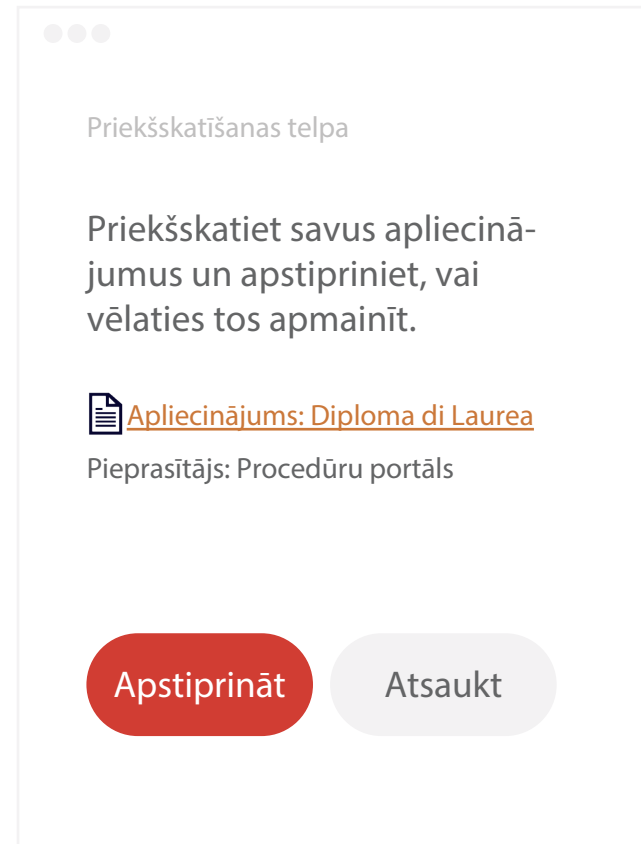 Priekšskatīšanas telpa
Priekšskatiet savus apliecinā-
jumus un apstipriniet, vai
vēlaties tos apmainīt.
Apliecinājums: Diploma di Laurea
Pieprasītājs: Procedūru portāls
Apstiprināt
Atsaukt